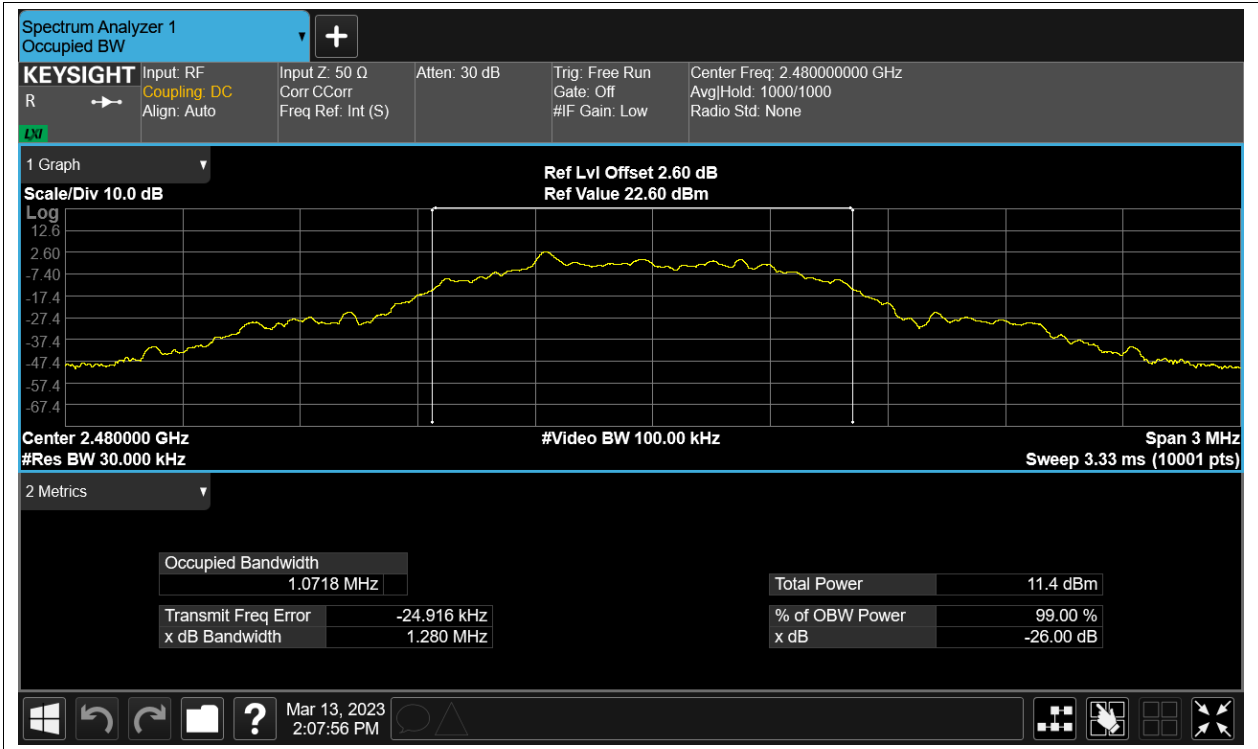 Spectrum Analyzer 1
Occupied BW
KEYSIGHT
R
LXI
Input: RF
Coupling: DC
Align: Auto
Input Z: 50 Ω
Corr CCorr
Freq Ref: Int (S)
Atten: 30 dB
Trig: Free Run
Gate: Off
#IF Gain: Low
Center Freq: 2.480000000 GHz
Avg|Hold: 1000/1000
Radio Std: None
1 Graph
Scale/Div 10.0 dB
Ref Lvl Offset 2.60 dB
Ref Value 22.60 dBm
Log
12.6
2.60
-7.40
-17.4
-27.4
-37.4
-47.4
-57.4
-67.4
Center 2.480000 GHz
#Res BW 30.000 kHz
#Video BW 100.00 kHz
Span 3 MHz
Sweep 3.33 ms (10001 pts)
2 Metrics
Occupied Bandwidth
1.0718 MHz
Transmit Freq Error -24.916 kHz
x dB Bandwidth 1.280 MHz
Total Power 11.4 dBm
% of OBW Power 99.00 %
x dB -26.00 dB
?
Mar 13, 2023
2:07:56 PM